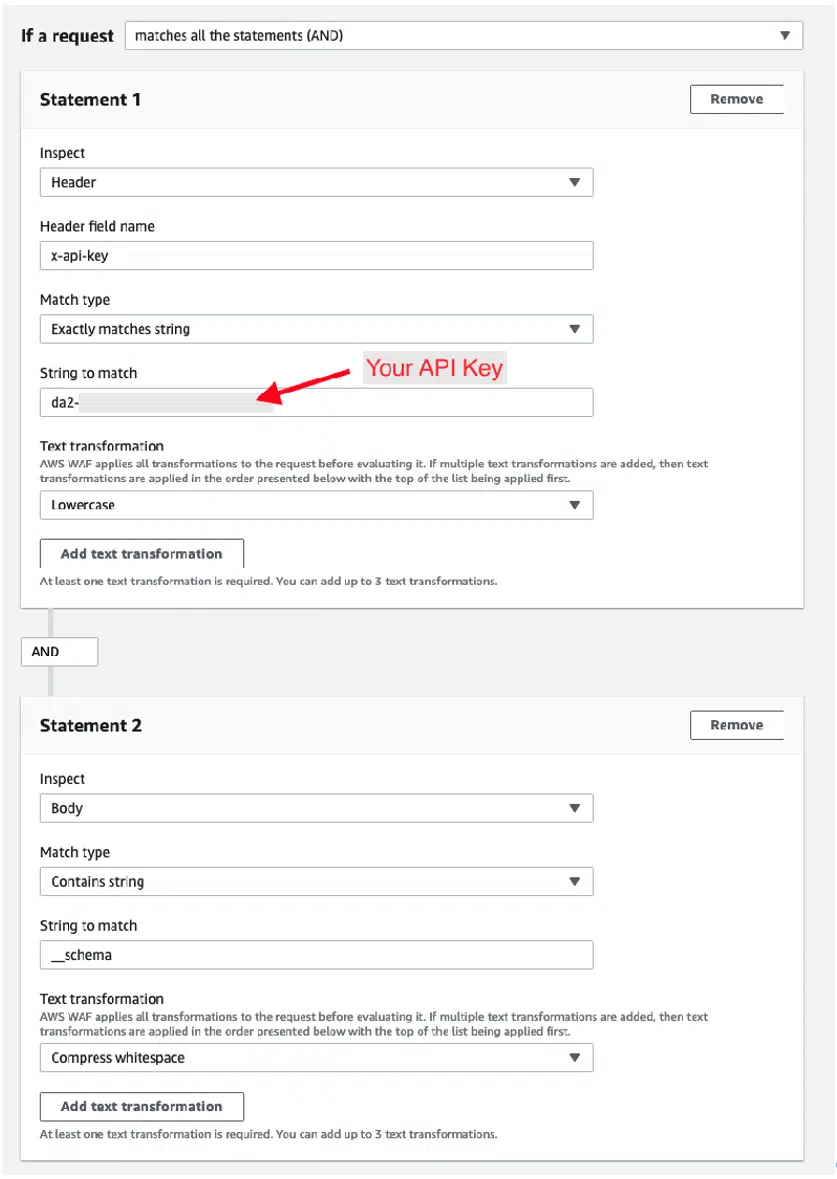 If a request matches all the statements (AND)
Statement 1 Remove
Inspect
Header
Header field name
x-api-key
Match type
Exactly matches string
Your API Key
String to match
da2-
Text transformation
AWS WAF applies all transformations to the request before evaluating it. If multiple text transformations are added, then text
transformations are applied in the order presented below with the top of the list being applied first.
Lowercase
Add text transformation
At least one text transformation is required. You can add up to 3 text transformations.
AND
Statement 2 Remove
Inspect
Body
Match type
Contains string
String to match
__schema
Text transformation
AWS WAF applies all transformations to the request before evaluating it. If multiple text transformations are added, then text
transformations are applied in the order presented below with the top of the list being applied first.
Compress whitespace
Add text transformation
At least one text transformation is required. You can add up to 3 text transformations.